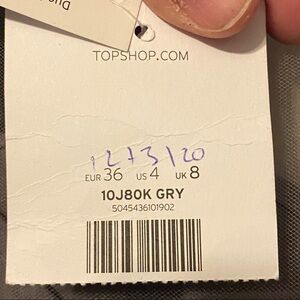 TOPSHOP.COM
12+3/20
EUR 36 US 4 UK 8
10J80K GRY
5045436101902